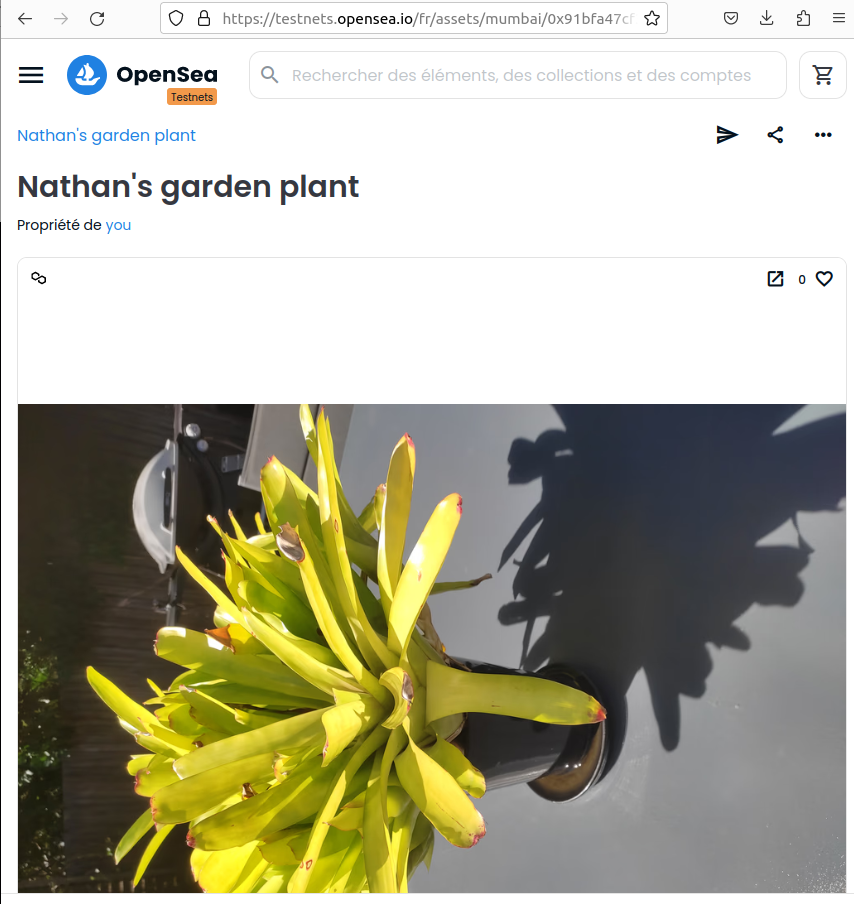 https://testnets.opensea.io/fr/assets/mumbai/0x91bfa47cf
OpenSea
Testnets
Rechercher des éléments, des collections et des comptes
Nathan's garden plant
Nathan's garden plant
Propriété de you
0